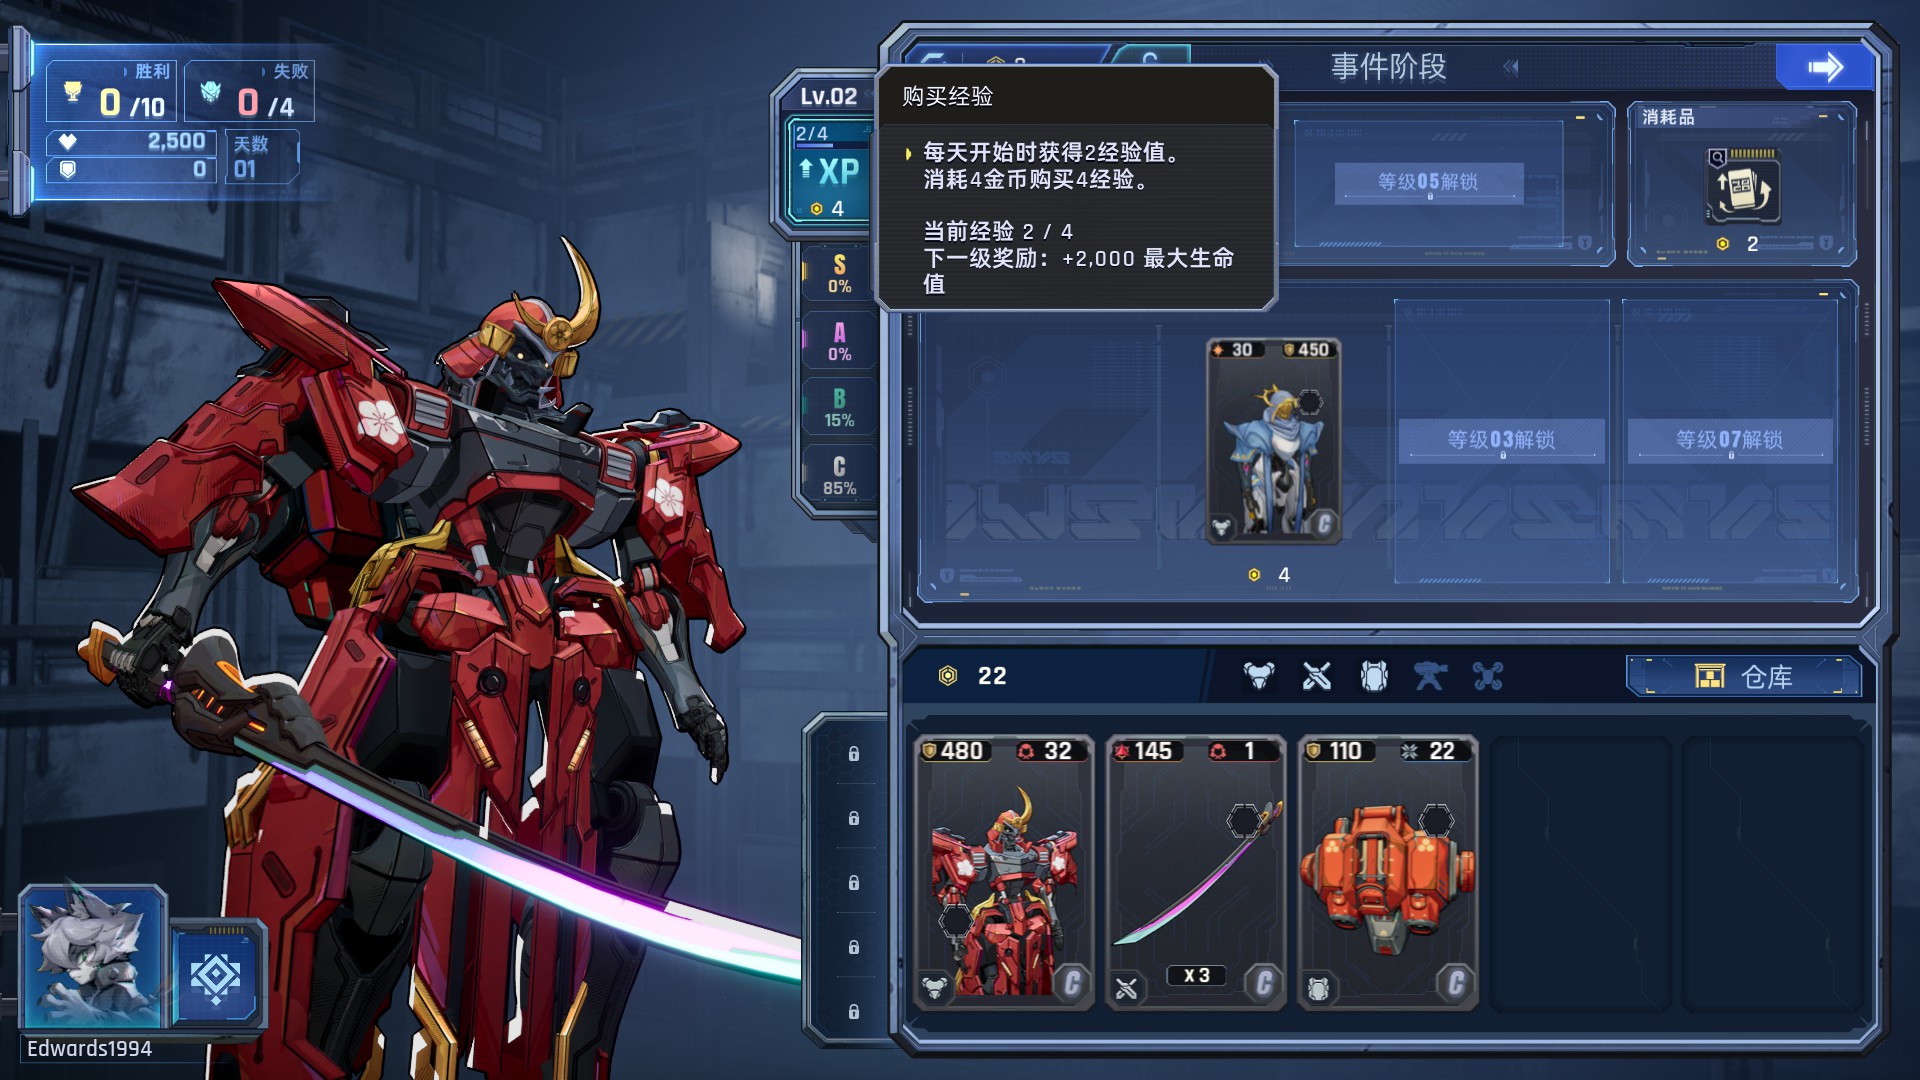 胜利
0 /10
失败
0 /4
2,500
0
天数
01
Lv.02
2/4
XP
4
S
0%
A
0%
B
15%
C
85%
购买经验
每天开始时获得2经验值。
消耗4金币购买4经验。
当前经验 2 / 4
下一级奖励：+2,000 最大生命
值
事件阶段
等级05解锁
消耗品
2
30
450
C
4
等级03解锁
等级07解锁
22
仓库
480
32
C
145
1
x 3
C
110
22
C
Edwards1994